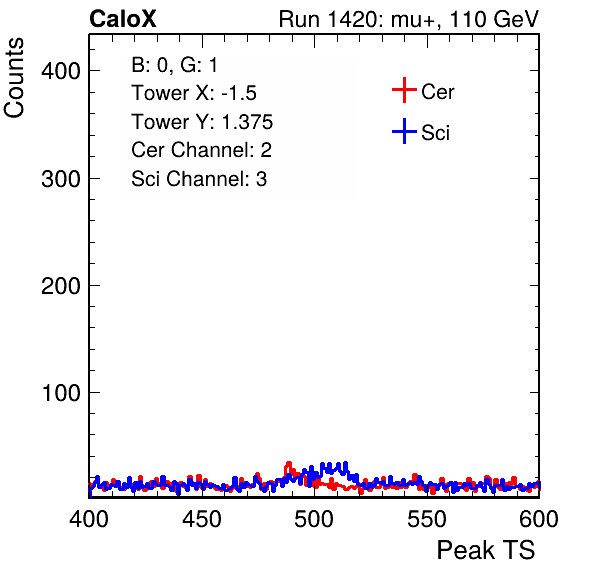 CaloX Run 1420: mu+, 110 GeV
B: 0, G: 1
Tower X: -1.5
Tower Y: 1.375
Cer Channel: 2
Sci Channel: 3
Cer
Sci
Counts
400
300
200
100
400 450 500 550 600
Peak TS